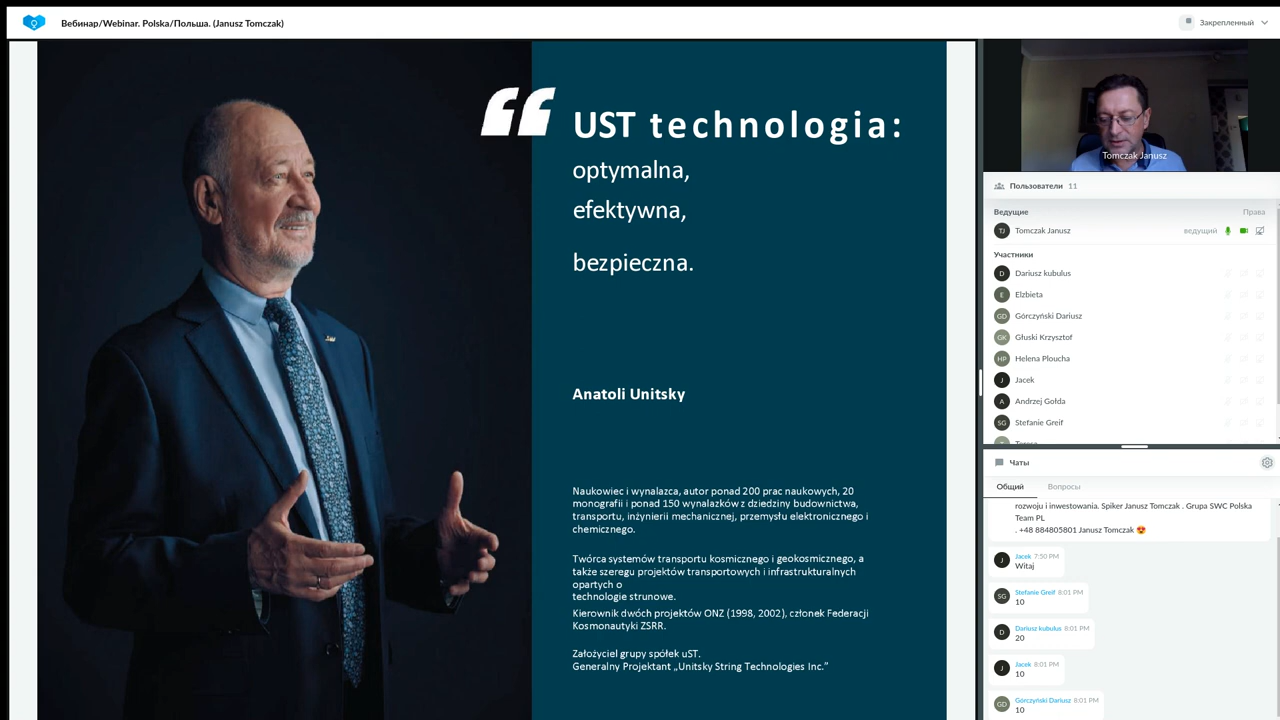 Вебинар/Webinar. Polska/Польша. (Janusz Tomczak)
Закрепленный
“
UST technologia:
optymalna,
efektywna,
bezpieczna.
Anatoli Unitsky
Naukowiec i wynalazca, autor ponad 200 prac naukowych, 20
monografii i ponad 150 wynalazków z dziedziny budownictwa,
transportu, inżynierii mechanicznej, przemysłu elektronicznego i
chemicznego.
Twórca systemów transportu kosmicznego i geokosmicznego, a
także szeregu projektów transportowych i infrastrukturalnych
opartych o
technologie strunowe.
Kierownik dwóch projektów ONZ (1998, 2002), członek Federacji
Kosmonautyki ZSRR.
Założyciel grupy spółek uST.
Generalny Projektant „Unitsky String Technologies Inc.”
Tomczak Janusz
Пользователи 11
Ведущие Права
TJ Tomczak Janusz ведущий
Участники
D Dariusz kubulus
E Elzbieta
GD Górczyński Dariusz
GK Głuski Krzysztof
HP Helena Ploucha
J Jacek
A Andrzej Gołda
SG Stefanie Greif
Чаты
Общий Вопросы
rozwoju i inwestowania. Spiker Janusz Tomczak . Grupa SWC Polska
Team PL
. +48 884805801 Janusz Tomczak 😍
J Jacek 7:50 PM
Witaj
SG Stefanie Greif 8:01 PM
10
D Dariusz kubulus 8:01 PM
20
J Jacek 8:01 PM
10
GD Górczyński Dariusz 8:01 PM
10